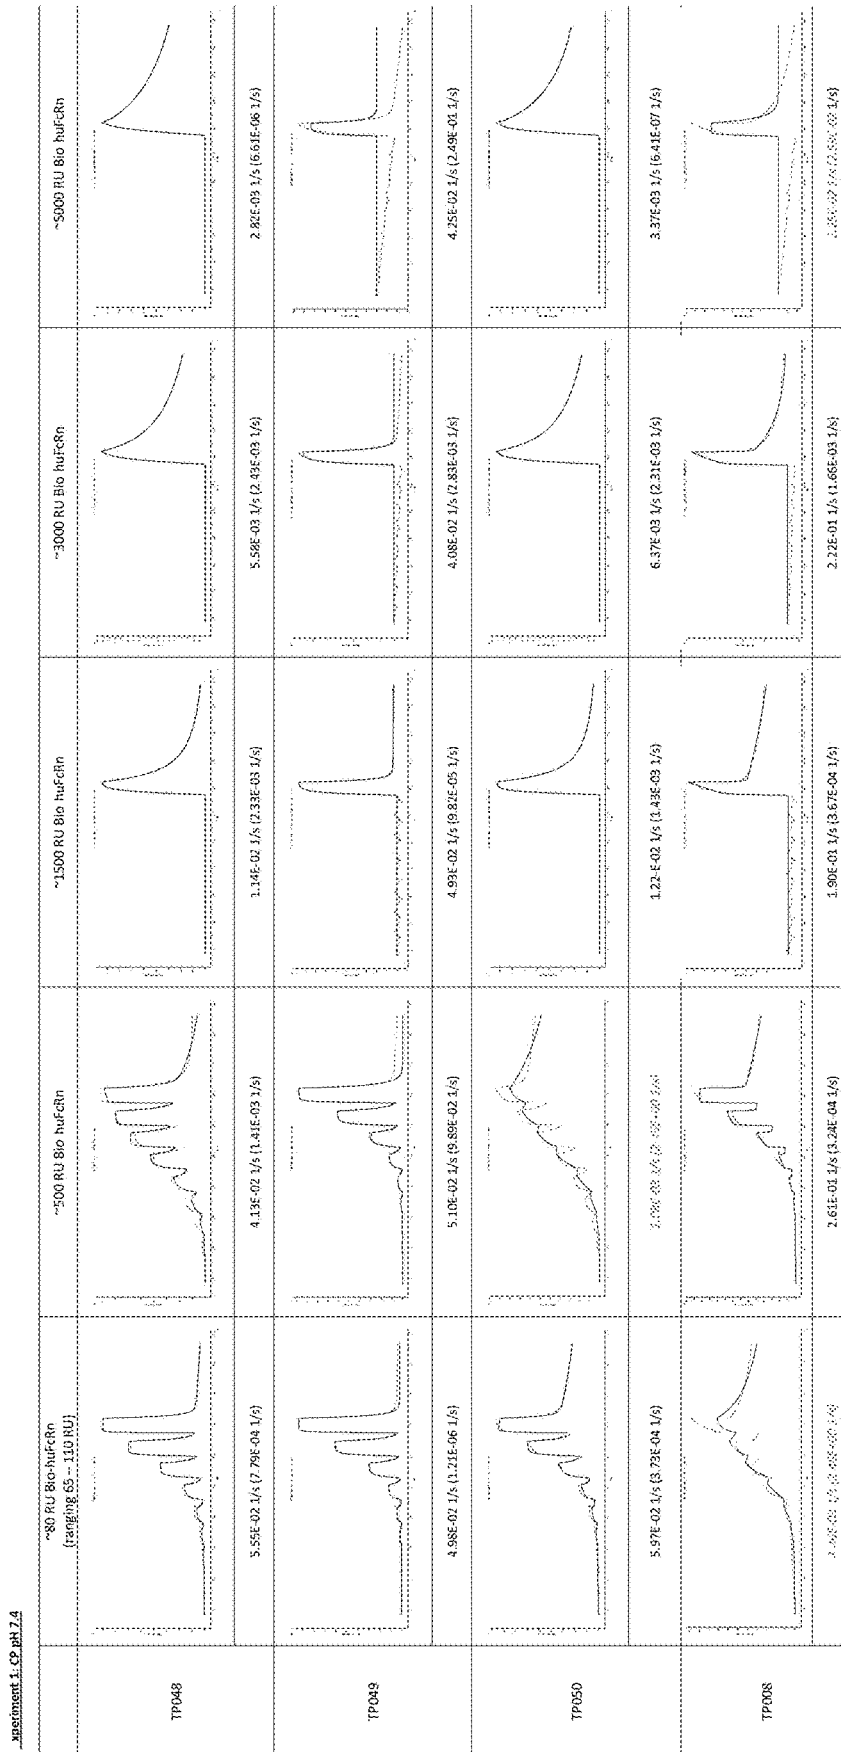 xperiment 1: CP pH 7.4
~80 RU Bio-huFcRn
(ranging 65 -- 110 RU)
~500 RU Bio huFcRn
~1500 RU Bio huFcRn
~3000 RU Bio huFcRn
~5000 RU Bio huFcRn
TP048
5.55E-02 1/s (7.79E-04 1/s)
4.13E-02 1/s (1.41E-03 1/s)
1.14E-02 1/s (2.33E-03 1/s)
5.58E-03 1/s (2.43E-03 1/s)
2.82E-03 1/s (6.61E-06 1/s)
TP049
4.98E-02 1/s (1.21E-06 1/s)
5.10E-02 1/s (9.89E-02 1/s)
4.93E-02 1/s (9.82E-05 1/s)
4.08E-02 1/s (2.83E-03 1/s)
4.25E-02 1/s (2.49E-01 1/s)
TP050
5.97E-02 1/s (3.73E-04 1/s)
1.22-E-02 1/s (1.43E-03 1/s)
6.37E-03 1/s (2.31E-03 1/s)
3.37E-03 1/s (6.41E-07 1/s)
TP008
2.61E-01 1/s (3.24E-04 1/s)
1.90E-01 1/s (3.67E-04 1/s)
2.22E-01 1/s (1.66E-03 1/s)